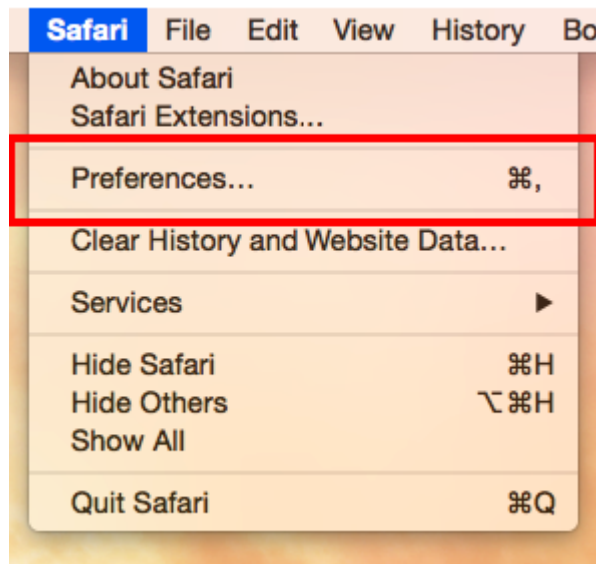 Safari File Edit View History Bo
About Safari
Safari Extensions...
Preferences... ⌘,
Clear History and Website Data...
Services ▶
Hide Safari ⌘H
Hide Others ⌥⌘H
Show All
Quit Safari ⌘Q